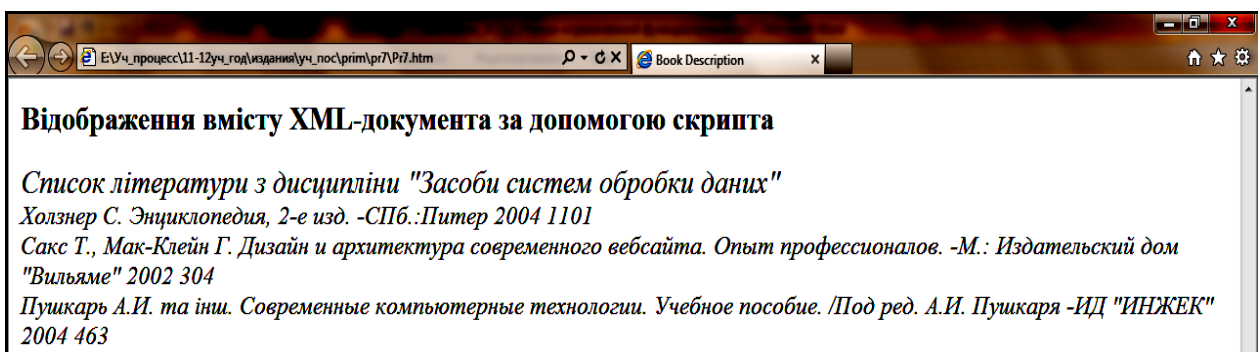 E:\Уч_процесс\11-12уч_год\издания\уч_пос\prim\pr7\Pr7.htm
Book Description
Відображення вмісту XML-документа за допомогою скрипта
Список літератури з дисципліни "Засоби систем обробки даних"
Холзнер С. Энциклопедия, 2-е изд. -СПб.:Питер 2004 1101
Сакс Т., Мак-Клейн Г. Дизайн и архитектура современного вебсайта. Опыт профессионалов. -М.: Издательский дом
"Вильяме" 2002 304
Пушкарь А.И. та інш. Современные компьютерные технологии. Учебное пособие. /Под ред. А.И. Пушкаря -ИД "ИНЖЕК"
2004 463